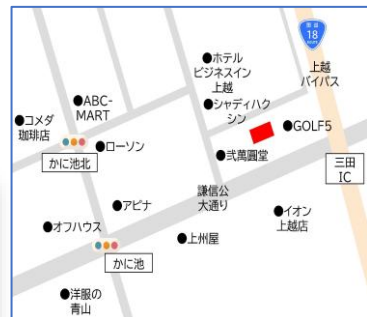 国道
18
上越
バイパス
●ホテル
ビジネスイン
上越
●シャディハク
シン
●ABC-
MART
●コメダ
珈琲店
●GOLF5
かに池北
●ローソン
●弐萬圓堂
三田
IC
謙信公
大通り
●アピナ
●イオン
上越店
●オフハウス
●上州屋
かに池
●洋服の
青山